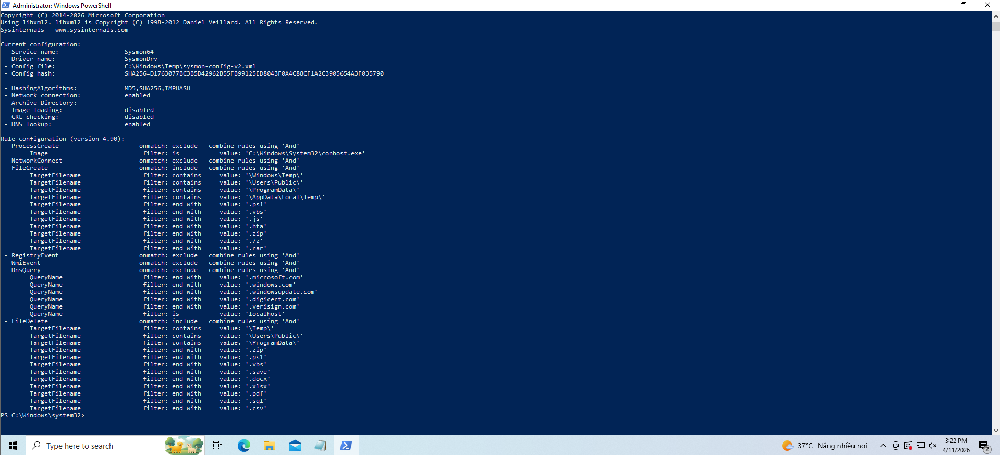 Administrator: Windows PowerShell
Copyright (C) 2014-2026 Microsoft Corporation
Using libxml2. libxml2 is Copyright (C) 1998-2012 Daniel Veillard. All Rights Reserved.
Sysinternals - www.sysinternals.com
Current configuration:
- Service name: Sysmon64
- Driver name: SysmonDrv
- Config file: C:\Windows\Temp\sysmon-config-v2.xml
- Config hash: SHA256=D1763077BC3B5D42962B55FB99125ED8043F0A4C88CF1A2C3905654A3F035790
- HashingAlgorithms: MD5,SHA256,IMPHASH
- Network connection: enabled
- Archive Directory: -
- Image loading: disabled
- CRL checking: disabled
- DNS lookup: enabled
Rule configuration (version 4.90):
- ProcessCreate onmatch: exclude combine rules using 'And'
Image filter: is value: 'C:\Windows\System32\conhost.exe'
- NetworkConnect onmatch: exclude combine rules using 'And'
- FileCreate onmatch: include combine rules using 'And'
TargetFilename filter: contains value: '\Windows\Temp\'
TargetFilename filter: contains value: '\Users\Public\'
TargetFilename filter: contains value: '\ProgramData\'
TargetFilename filter: contains value: '\AppData\Local\Temp\'
TargetFilename filter: end with value: '.ps1'
TargetFilename filter: end with value: '.vbs'
TargetFilename filter: end with value: '.js'
TargetFilename filter: end with value: '.hta'
TargetFilename filter: end with value: '.zip'
TargetFilename filter: end with value: '.7z'
TargetFilename filter: end with value: '.rar'
- RegistryEvent onmatch: exclude combine rules using 'And'
- WmiEvent onmatch: exclude combine rules using 'And'
- DnsQuery onmatch: exclude combine rules using 'And'
QueryName filter: end with value: '.microsoft.com'
QueryName filter: end with value: '.windows.com'
QueryName filter: end with value: '.windowsupdate.com'
QueryName filter: end with value: '.digicert.com'
QueryName filter: end with value: '.verisign.com'
QueryName filter: is value: 'localhost'
- FileDelete onmatch: include combine rules using 'And'
TargetFilename filter: contains value: '\Temp\'
TargetFilename filter: contains value: '\Users\Public\'
TargetFilename filter: contains value: '\ProgramData\'
TargetFilename filter: end with value: '.zip'
TargetFilename filter: end with value: '.ps1'
TargetFilename filter: end with value: '.vbs'
TargetFilename filter: end with value: '.save'
TargetFilename filter: end with value: '.docx'
TargetFilename filter: end with value: '.xlsx'
TargetFilename filter: end with value: '.pdf'
TargetFilename filter: end with value: '.sql'
TargetFilename filter: end with value: '.csv'
PS C:\Windows\system32>
Type here to search
37°C Nắng nhiều nơi
3:22 PM
4/11/2026
2